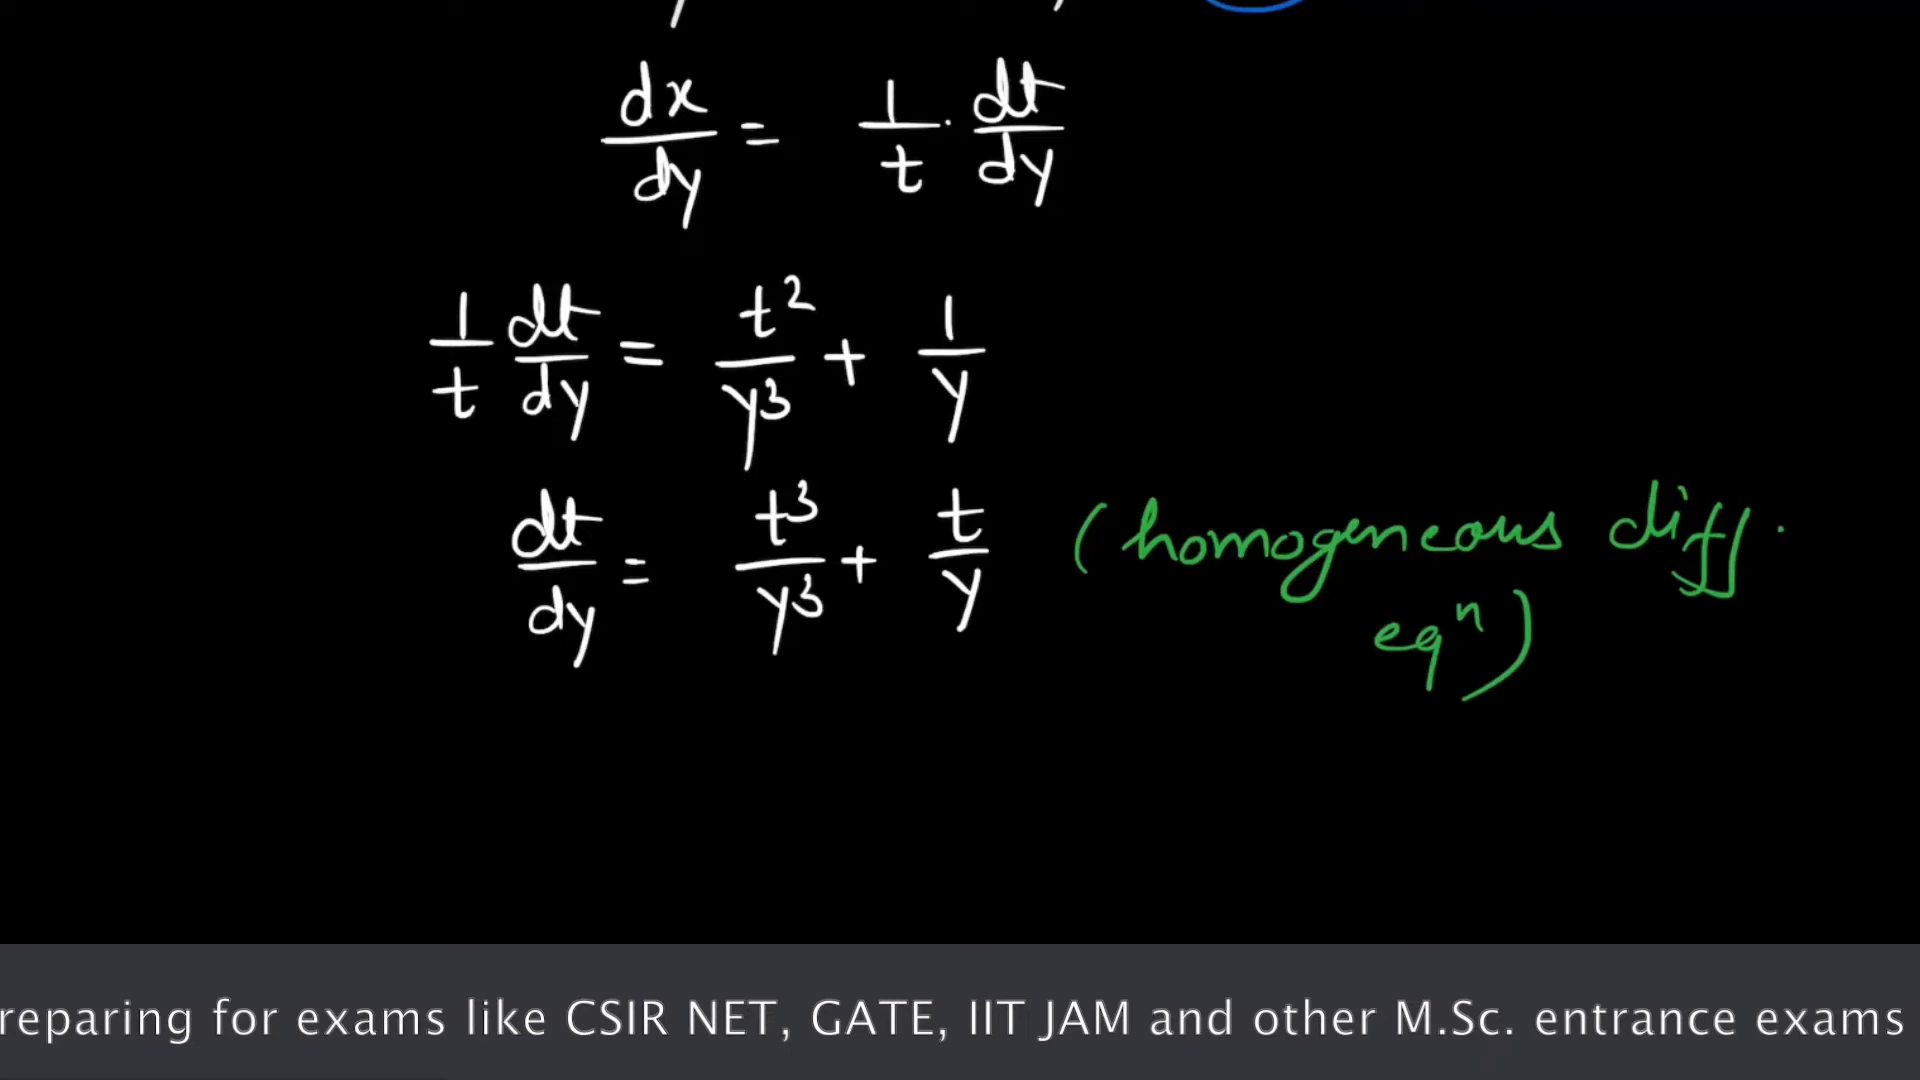 dx/dy = 1/t · dt/dy
1/t dt/dy = t²/y³ + 1/y
dt/dy = t³/y³ + t/y (homogeneous diff.
eqⁿ)
reparing for exams like CSIR NET, GATE, IIT JAM and other M.Sc. entrance exams